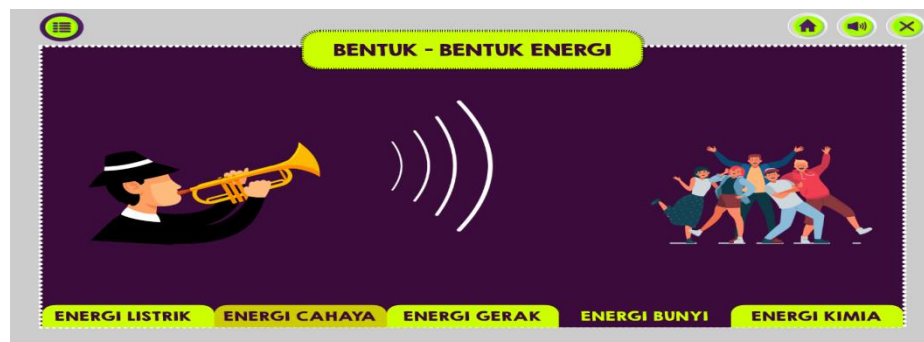 BENTUK - BENTUK ENERGI
ENERGI LISTRIK
ENERGI CAHAYA
ENERGI GERAK
ENERGI BUNYI
ENERGI KIMIA